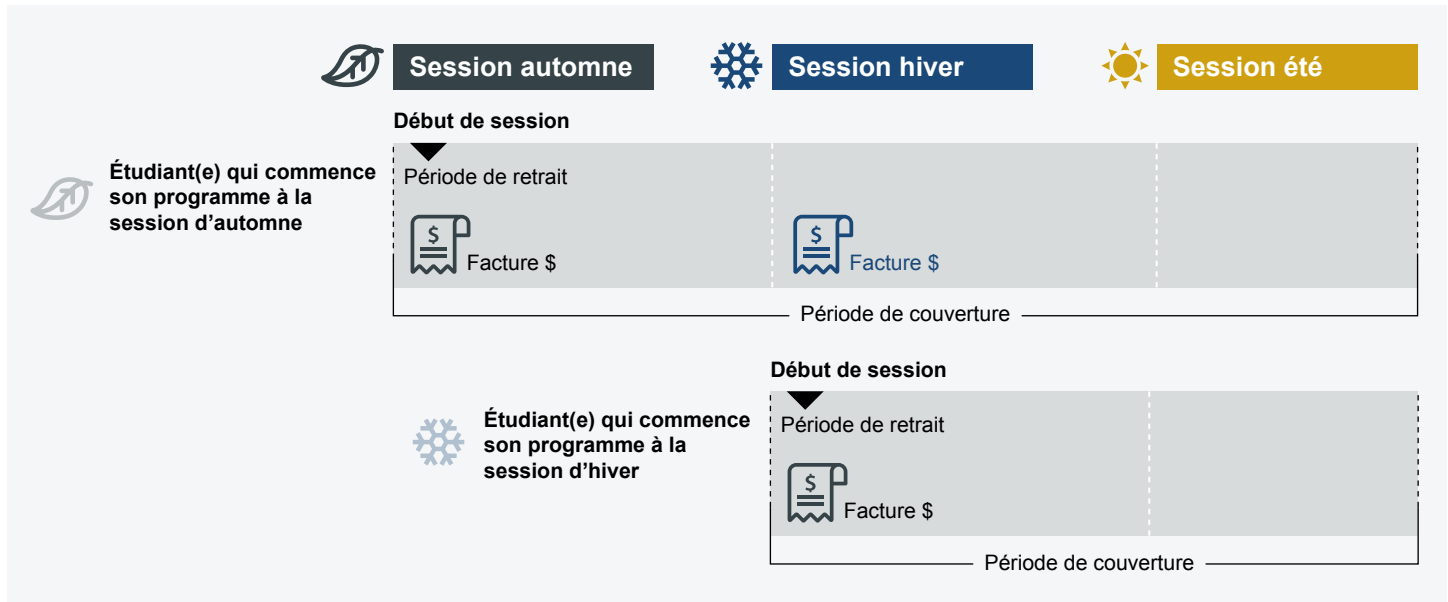 Session automne
Session hiver
Session été
Début de session
Étudiant(e) qui commence
son programme à la
session d’automne
Période de retrait
$
Facture $
$
Facture $
Période de couverture
Début de session
Étudiant(e) qui commence
son programme à la
session d’hiver
Période de retrait
$
Facture $
Période de couverture